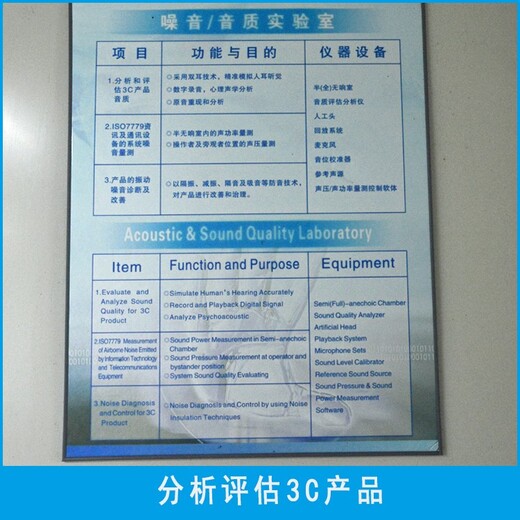 噪音/音质实验室
项目
功能与目的
仪器设备
1.分析和评
估3C产品
音质
◎采用双耳技术，精准模拟人耳听觉
◎数字录音，心理声学分析
◎原音重现和分析
2.ISO7779资
讯及通讯设
备的系统噪
音量测
◎半无响室内的声功率量测
◎操作者及旁观者位置的声压量测
3.产品的振动
噪音诊断及
改善
◎以隔振、减振、隔音及吸音等防音技术，
对产品进行改善和治理。
半(全)无响室
音质评估分析仪
人工头
回放系统
麦克风
音位校准器
参考声源
声压/声功率量测控制软体
Acoustic & Sound Quality Laboratory
Item
Function and Purpose
Equipment
1.Evaluate and
Analyze Sound
Quality for 3C
Product
◎Simulate Human's Hearing Accurately
◎Record and Playback Digital Signal
◎Analyze Psychoacoustic
2.ISO7779 Measurement
of Airborne Noise Emitted
by Information Technology
and Telecommunications
Equipment
◎Sound Power Measurement in Semi-anechoic
Chamber
◎Sound Pressure Measurement at operator and
bystander position
◎System Sound Quality Evaluating
3.Noise Diagnosis
and Control for 3C
Product
◎Noise Diagnosis and Control by using Noise
Insulation Techniques
Semi(Full)-anechoic Chamber
Sound Quality Analyzer
Artificial Head
Playback System
Microphone Sets
Sound Level Calibrator
Reference Sound Source
Sound Pressure & Sound
Power Measurement
Software
分析评估3C产品